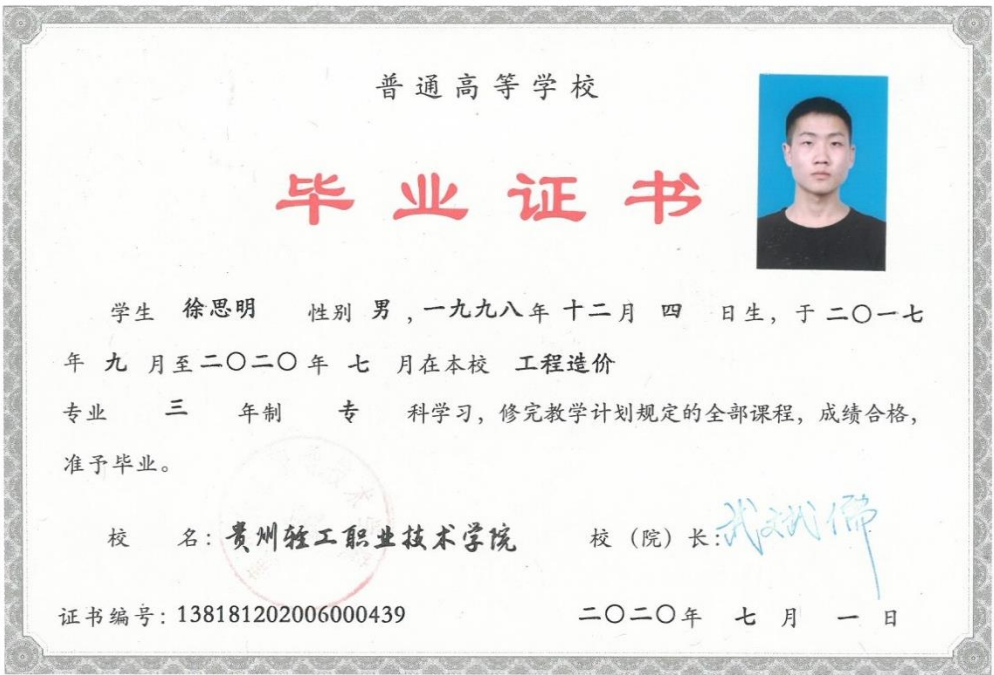 普通高等学校
毕业证书
学生 徐思明 性别 男 ,一九九八年 十二月 四 日生，于 二〇一七
年 九 月至二〇二〇年 七 月在本校 工程造价
专业 三 年制 专 科学习，修完教学计划规定的全部课程，成绩合格，
准予毕业。
校 名：贵州轻工职业技术学院 校（院）长：武斌儒
证书编号：138181202006000439 二〇二〇年 七 月 一 日